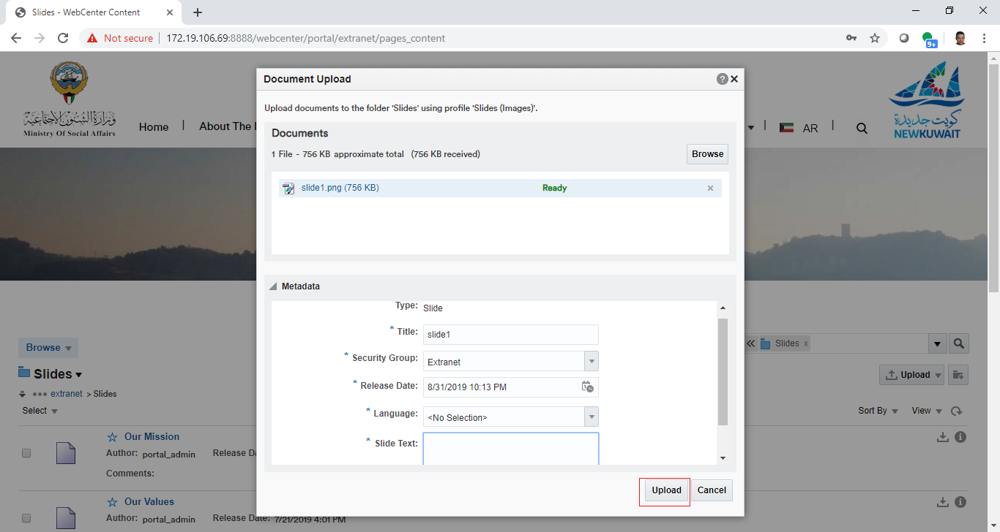 Slides - WebCenter Content
Not secure | 172.19.106.69:8888/webcenter/portal/extranet/pages_content
9+
وزارة الشئون الاجتماعية
Ministry Of Social Affairs
Home | About The
| AR |
كويت جديدة
NEWKUWAIT
Document Upload
Upload documents to the folder 'Slides' using profile 'Slides (Images)'.
Documents
1 File - 756 KB approximate total (756 KB received)
Browse
slide1.png (756 KB) Ready
Metadata
Type: Slide
* Title: slide1
* Security Group: Extranet
* Release Date: 8/31/2019 10:13 PM
* Language: <No Selection>
* Slide Text:
Upload Cancel
Browse
Slides x
Slides
Upload
extranet > Slides
Select
Sort By View
Our Mission
Author: portal_admin Release Da
Comments:
Our Values
Author: portal_admin Release Date: 7/21/2019 4:01 PM